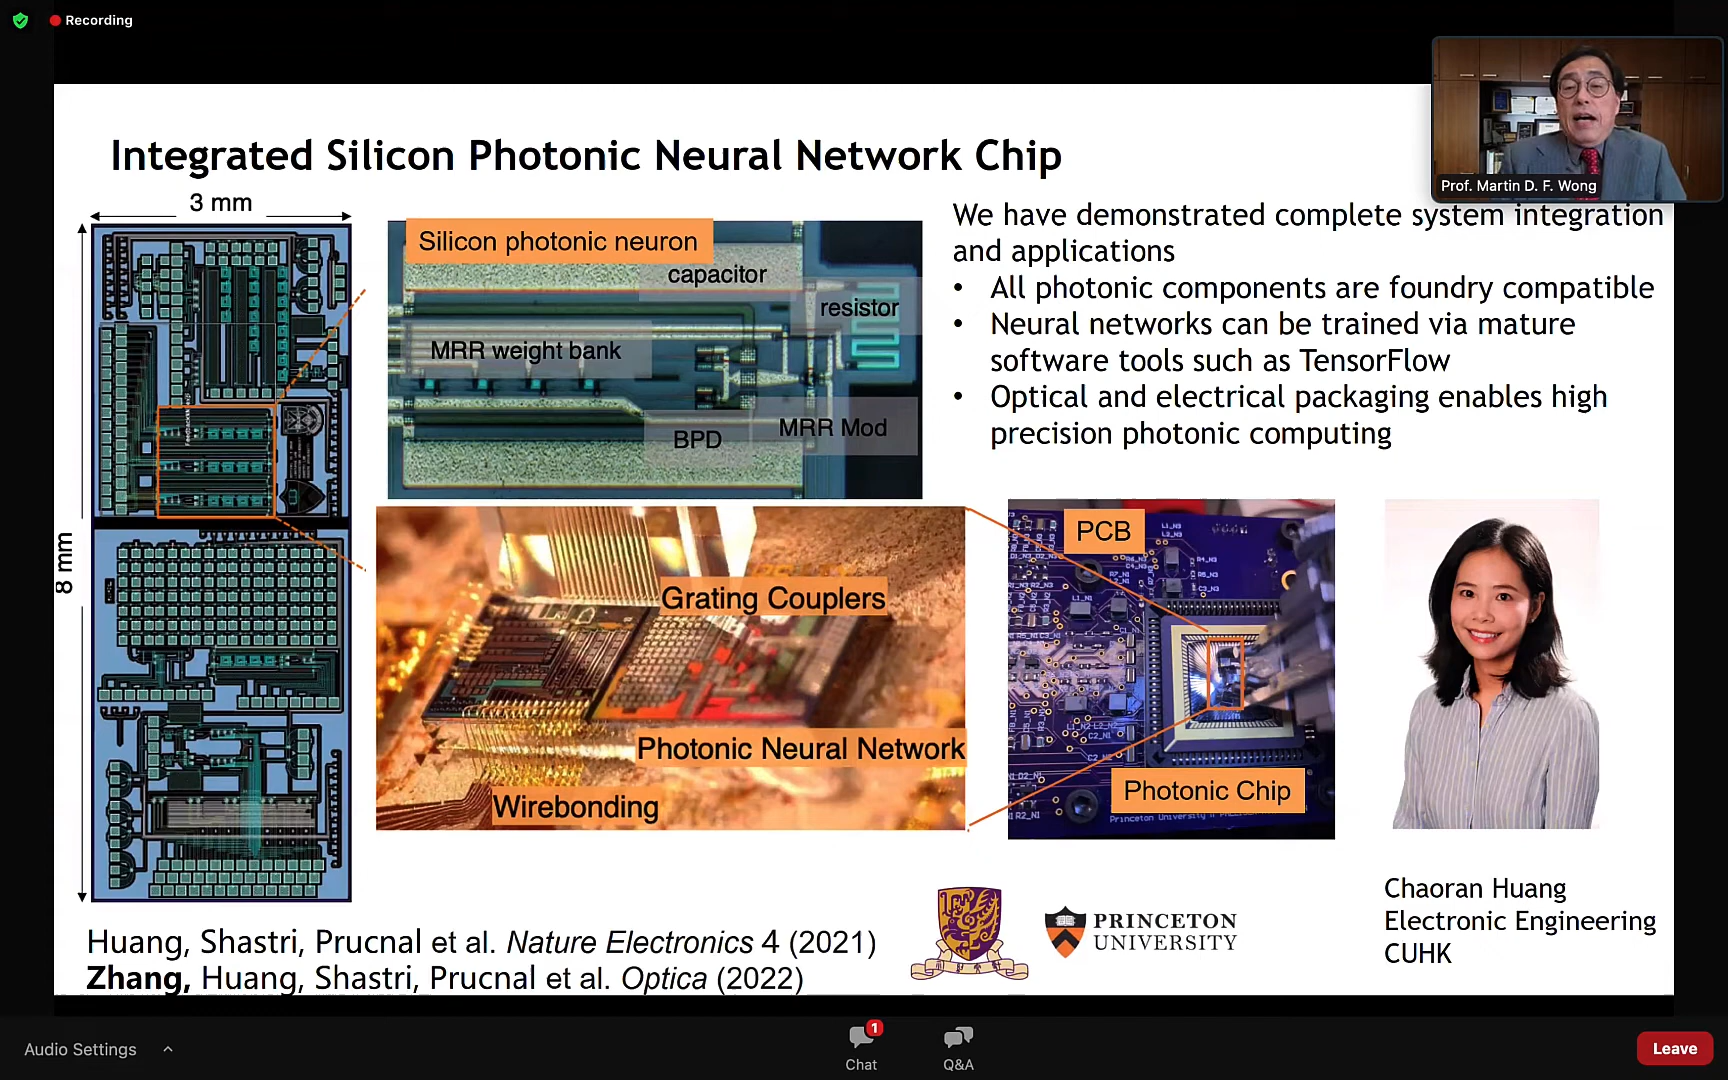 Recording
Prof. Martin D. F. Wong
Integrated Silicon Photonic Neural Network Chip
3 mm
8 mm
Silicon photonic neuron
capacitor
resistor
MRR weight bank
BPD
MRR Mod
We have demonstrated complete system integration
and applications
• All photonic components are foundry compatible
• Neural networks can be trained via mature
software tools such as TensorFlow
• Optical and electrical packaging enables high
precision photonic computing
Grating Couplers
Photonic Neural Network
Wirebonding
PCB
Photonic Chip
Princeton University
Chaoran Huang
Electronic Engineering
CUHK
Huang, Shastri, Prucnal et al. Nature Electronics 4 (2021)
Zhang, Huang, Shastri, Prucnal et al. Optica (2022)
PRINCETON
UNIVERSITY
Audio Settings
1
Chat
Q&A
Leave